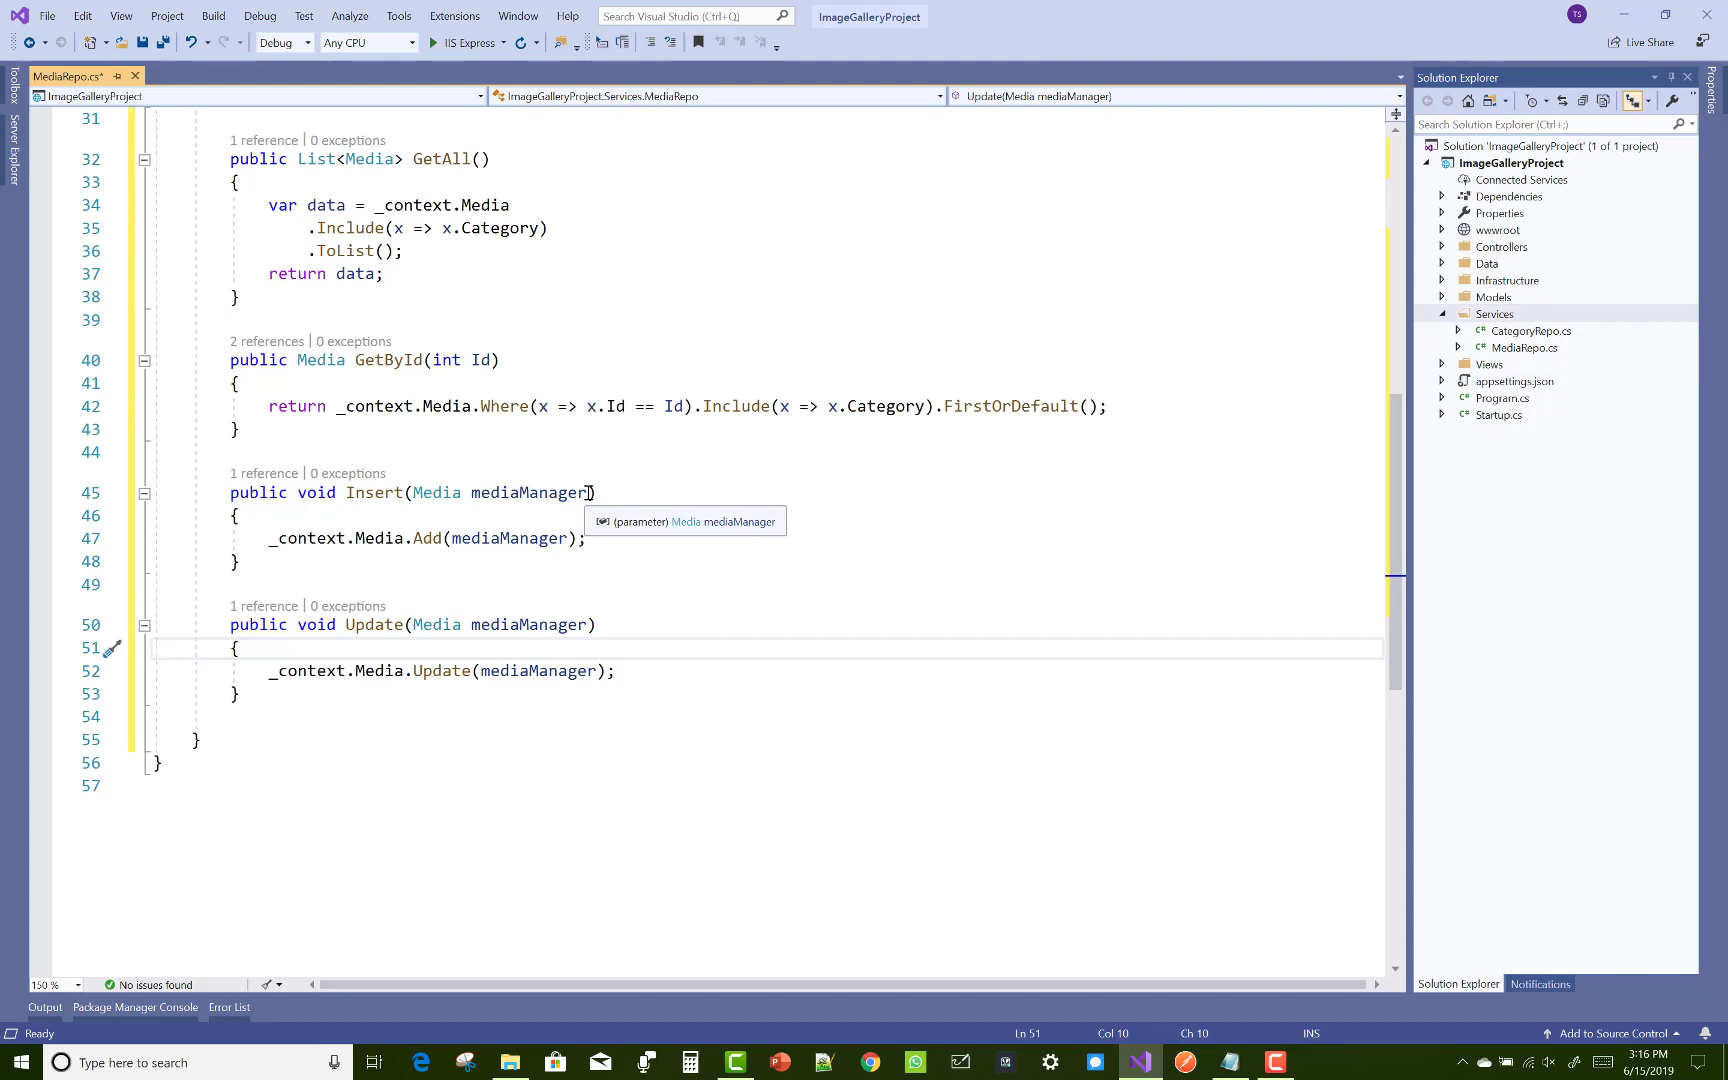 File Edit View Project Build Debug Test Analyze Tools Extensions Window Help Search Visual Studio (Ctrl+Q) ImageGalleryProject TS
Debug Any CPU IIS Express Live Share
MediaRepo.cs*
ImageGalleryProject ImageGalleryProject.Services.MediaRepo Update(Media mediaManager)
Toolbox
Server Explorer
31
1 reference | 0 exceptions
32 public List<Media> GetAll()
33 {
34 var data = _context.Media
35 .Include(x => x.Category)
36 .ToList();
37 return data;
38 }
39
2 references | 0 exceptions
40 public Media GetById(int Id)
41 {
42 return _context.Media.Where(x => x.Id == Id).Include(x => x.Category).FirstOrDefault();
43 }
44
1 reference | 0 exceptions
45 public void Insert(Media mediaManager)
46 {
(parameter) Media mediaManager
47 _context.Media.Add(mediaManager);
48 }
49
1 reference | 0 exceptions
50 public void Update(Media mediaManager)
51 {
52 _context.Media.Update(mediaManager);
53 }
54
55 }
56 }
57
150 % No issues found
Output Package Manager Console Error List
Solution Explorer
Search Solution Explorer (Ctrl+;)
Solution 'ImageGalleryProject' (1 of 1 project)
ImageGalleryProject
Connected Services
Dependencies
Properties
wwwroot
Controllers
Data
Infrastructure
Models
Services
C# CategoryRepo.cs
C# MediaRepo.cs
Views
appsettings.json
C# Program.cs
C# Startup.cs
Solution Explorer Notifications
Properties
Ready Ln 51 Col 10 Ch 10 INS Add to Source Control
Type here to search
3:16 PM
6/15/2019